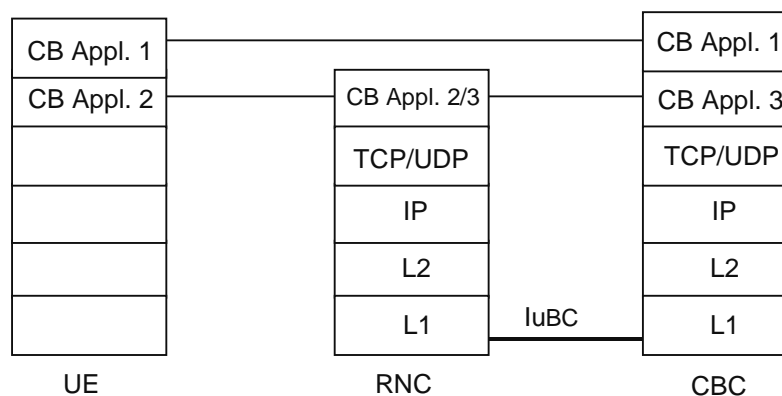 CB Appl. 1
CB Appl. 1
CB Appl. 2
CB Appl. 2/3
CB Appl. 3
TCP/UDP
TCP/UDP
IP
IP
L2
L2
L1
IuBC
L1
UE
RNC
CBC